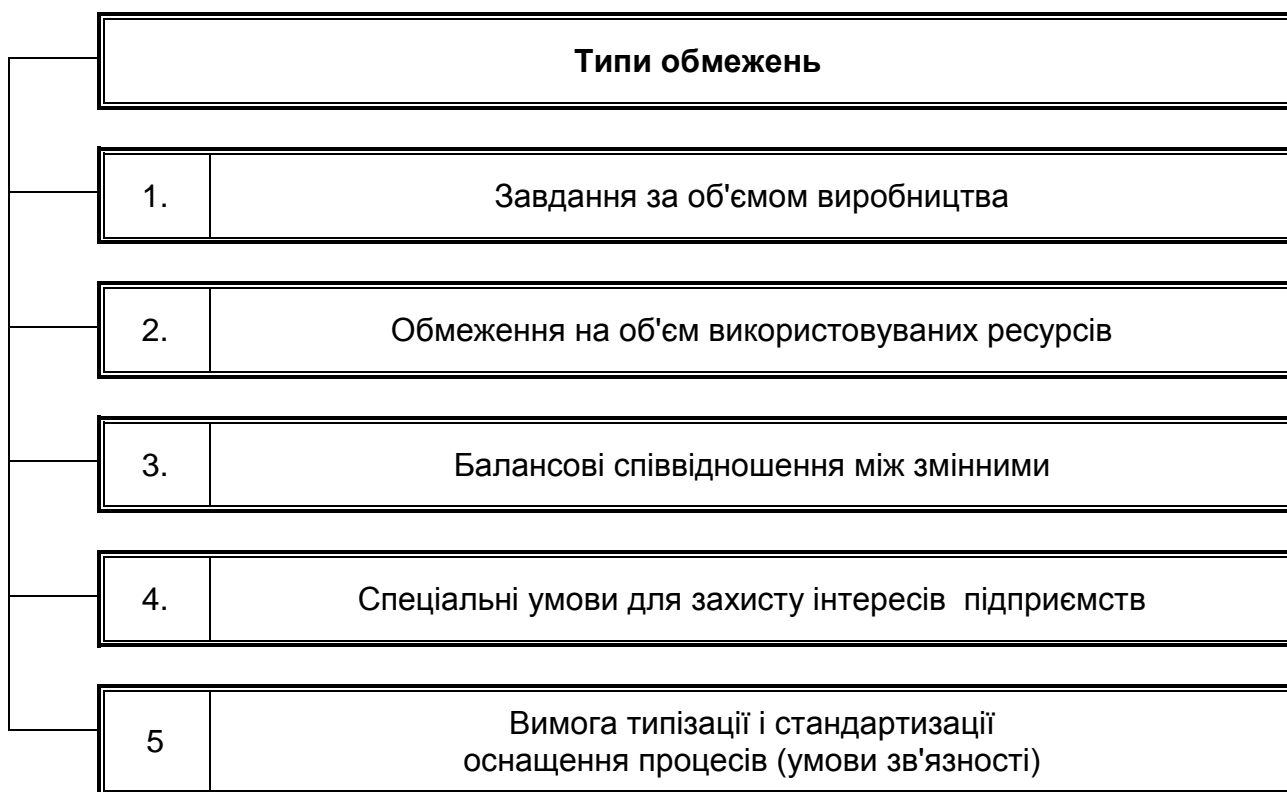 Типи обмежень
1. Завдання за об'ємом виробництва
2. Обмеження на об'єм використовуваних ресурсів
3. Балансові співвідношення між змінними
4. Спеціальні умови для захисту інтересів  підприємств
5 Вимога типізації і стандартизації
оснащення процесів (умови зв'язності)